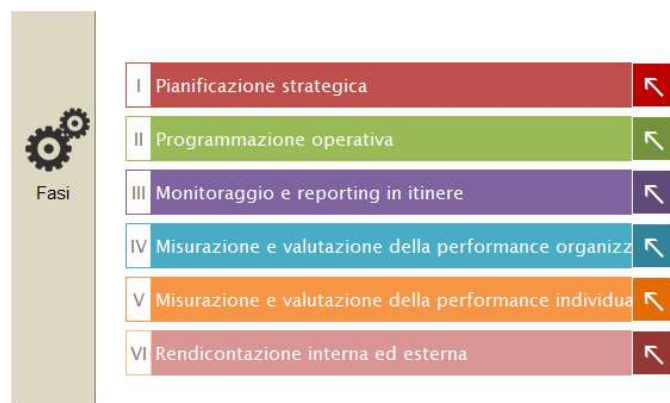 Fasi
I Pianificazione strategica
II Programmazione operativa
III Monitoraggio e reporting in itinere
IV Misurazione e valutazione della performance organizz
V Misurazione e valutazione della performance individua
VI Rendicontazione interna ed esterna